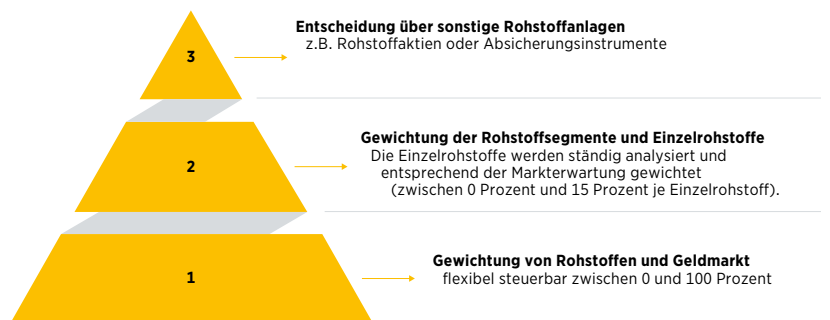 3
Entscheidung über sonstige Rohstoffanlagen
z.B. Rohstoffaktien oder Absicherungsinstrumente
2
Gewichtung der Rohstoffsegmente und Einzelrohstoffe
Die Einzelrohstoffe werden ständig analysiert und
entsprechend der Markterwartung gewichtet
(zwischen 0 Prozent und 15 Prozent je Einzelrohstoff).
1
Gewichtung von Rohstoffen und Geldmarkt
flexibel steuerbar zwischen 0 und 100 Prozent